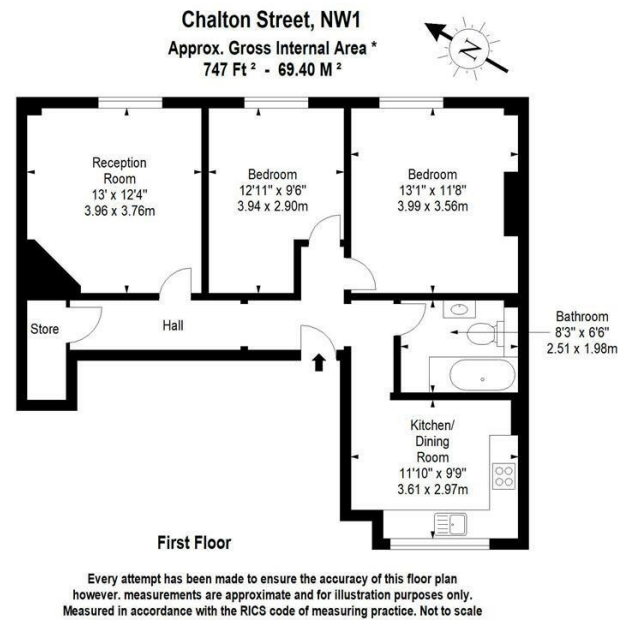 Chalton Street, NW1
Approx. Gross Internal Area *
747 Ft ² - 69.40 M ²
N
Reception
Room
13' x 12'4"
3.96 x 3.76m
Bedroom
12'11" x 9'6"
3.94 x 2.90m
Bedroom
13'1" x 11'8"
3.99 x 3.56m
Store
Hall
Bathroom
8'3" x 6'6"
2.51 x 1.98m
Kitchen/
Dining
Room
11'10" x 9'9"
3.61 x 2.97m
First Floor
Every attempt has been made to ensure the accuracy of this floor plan
however. measurements are approximate and for illustration purposes only.
Measured in accordance with the RICS code of measuring practice. Not to scale